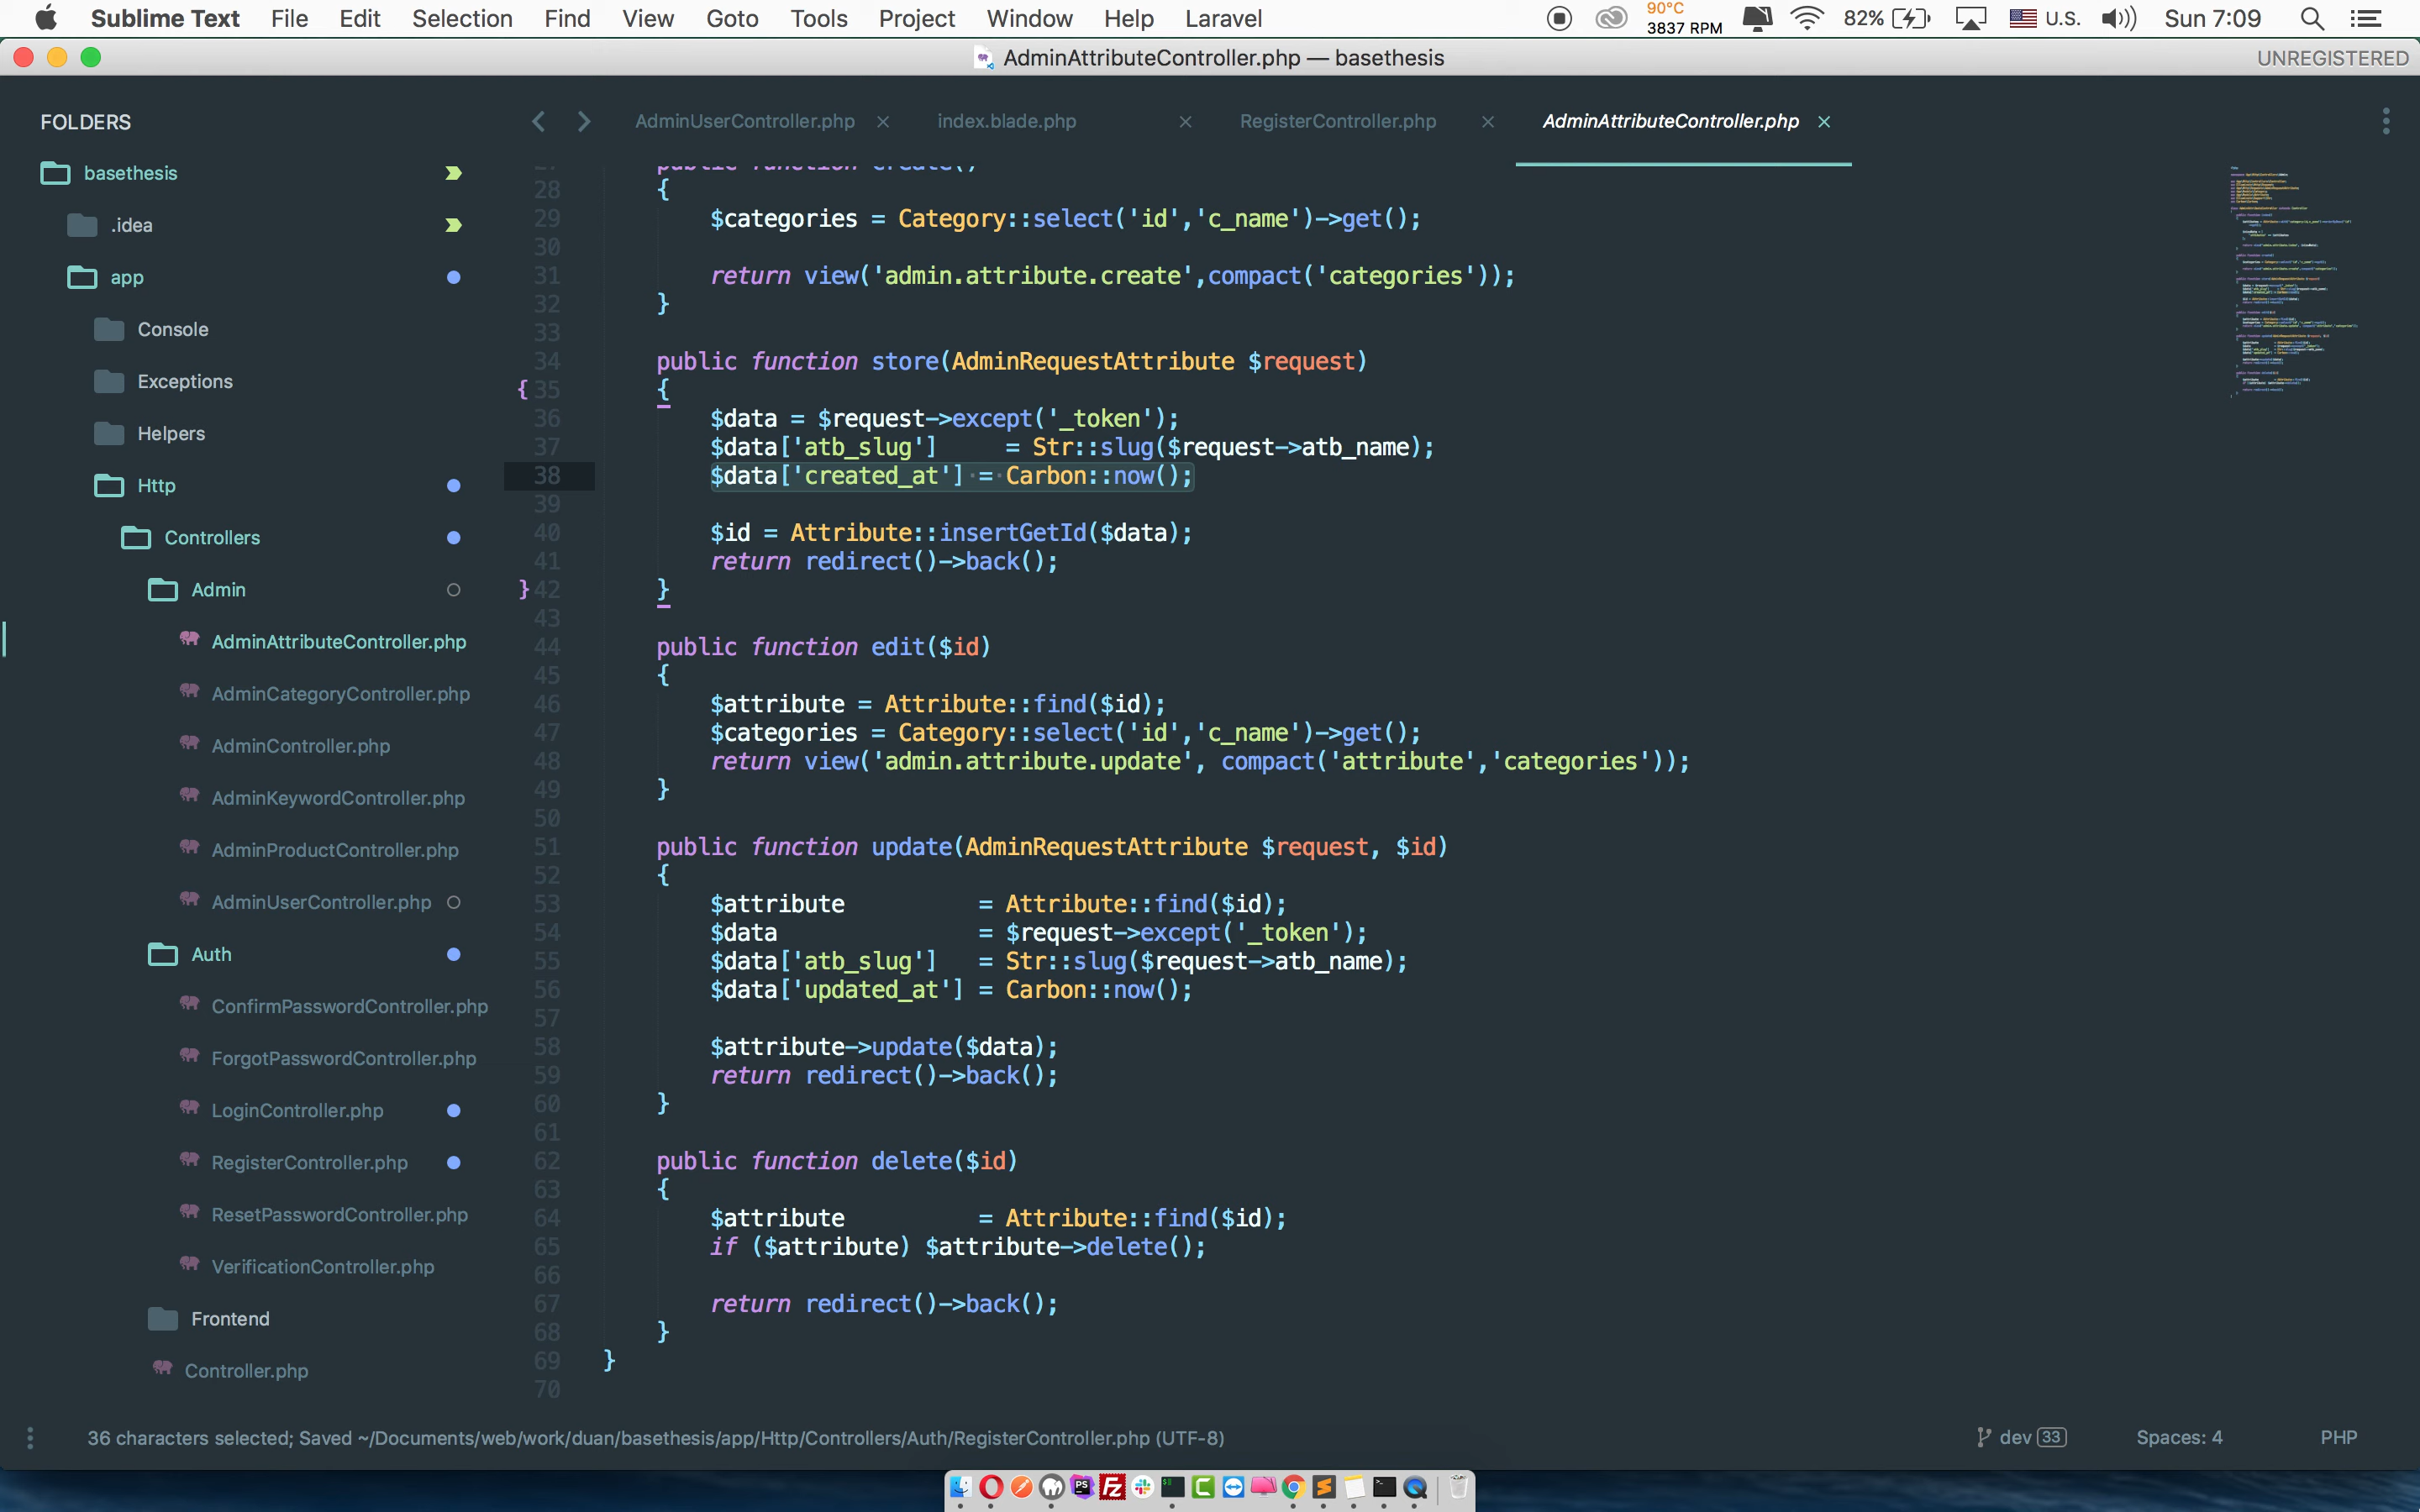 Sublime Text File Edit Selection Find View Goto Tools Project Window Help Laravel 90°C 3837 RPM 82% U.S. Sun 7:09
AdminAttributeController.php — basethesis UNREGISTERED
FOLDERS
basethesis
.idea
app
Console
Exceptions
Helpers
Http
Controllers
Admin
AdminAttributeController.php
AdminCategoryController.php
AdminController.php
AdminKeywordController.php
AdminProductController.php
AdminUserController.php
Auth
ConfirmPasswordController.php
ForgotPasswordController.php
LoginController.php
RegisterController.php
ResetPasswordController.php
VerificationController.php
Frontend
Controller.php
AdminUserController.php × index.blade.php × RegisterController.php × AdminAttributeController.php ×
public function create()
28 {
29 $categories = Category::select('id','c_name')->get();
30
31 return view('admin.attribute.create',compact('categories'));
32 }
33
34 public function store(AdminRequestAttribute $request)
{ 35 {
36 $data = $request->except('_token');
37 $data['atb_slug'] = Str::slug($request->atb_name);
38 $data['created_at'] = Carbon::now();
39
40 $id = Attribute::insertGetId($data);
41 return redirect()->back();
} 42 }
43
44 public function edit($id)
45 {
46 $attribute = Attribute::find($id);
47 $categories = Category::select('id','c_name')->get();
48 return view('admin.attribute.update', compact('attribute','categories'));
49 }
50
51 public function update(AdminRequestAttribute $request, $id)
52 {
53 $attribute = Attribute::find($id);
54 $data = $request->except('_token');
55 $data['atb_slug'] = Str::slug($request->atb_name);
56 $data['updated_at'] = Carbon::now();
57
58 $attribute->update($data);
59 return redirect()->back();
60 }
61
62 public function delete($id)
63 {
64 $attribute = Attribute::find($id);
65 if ($attribute) $attribute->delete();
66
67 return redirect()->back();
68 }
69 }
70
36 characters selected; Saved ~/Documents/web/work/duan/basethesis/app/Http/Controllers/Auth/RegisterController.php (UTF-8) dev 33 Spaces: 4 PHP